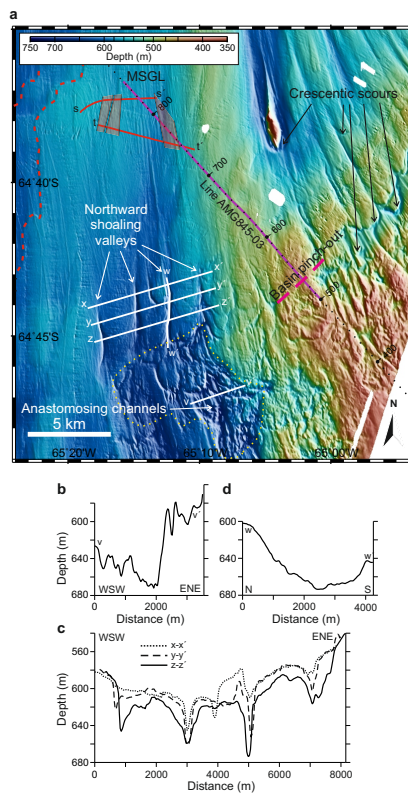 a
750 700 600 500 400 350
Depth (m)
MSGL
Crescentic scours
s s´
t t´
800
700
600
500
400
Line AMG845-03
Basin pinch-out
64˚40'S
64˚45'S
Northward
shoaling
valleys
w
x x´
y y´
z z´
w´
Anastomosing channels
v v´
5 km
N
65˚20'W 65˚10'W 65˚00'W
b
v v´
600
640
680
Depth (m)
WSW ENE
0 2000
Distance (m)
d
w w´
600
640
680
N S
0 2000 4000
Distance (m)
c
WSW ENE
x-x´
y-y´
z-z´
560
600
640
680
Depth (m)
0 2000 4000 6000 8000
Distance (m)